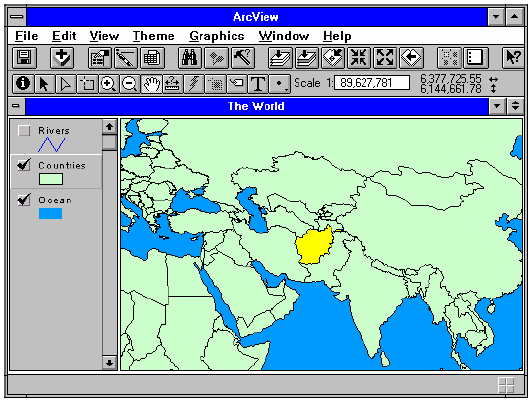 ArcView
File Edit View Theme Graphics Window Help
Scale 1: 89,627,781 6,377,725.55
6,144,661.78
The World
Rivers
Counties
Ocean